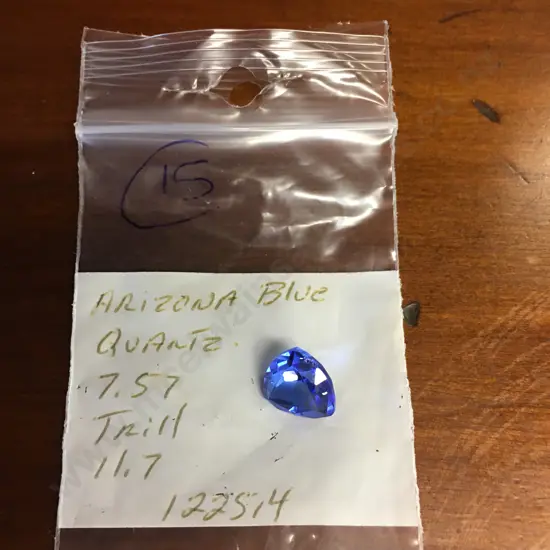 15
ARIZONA Blue
QUARTZ.
7.57
Trill
11.7
122514